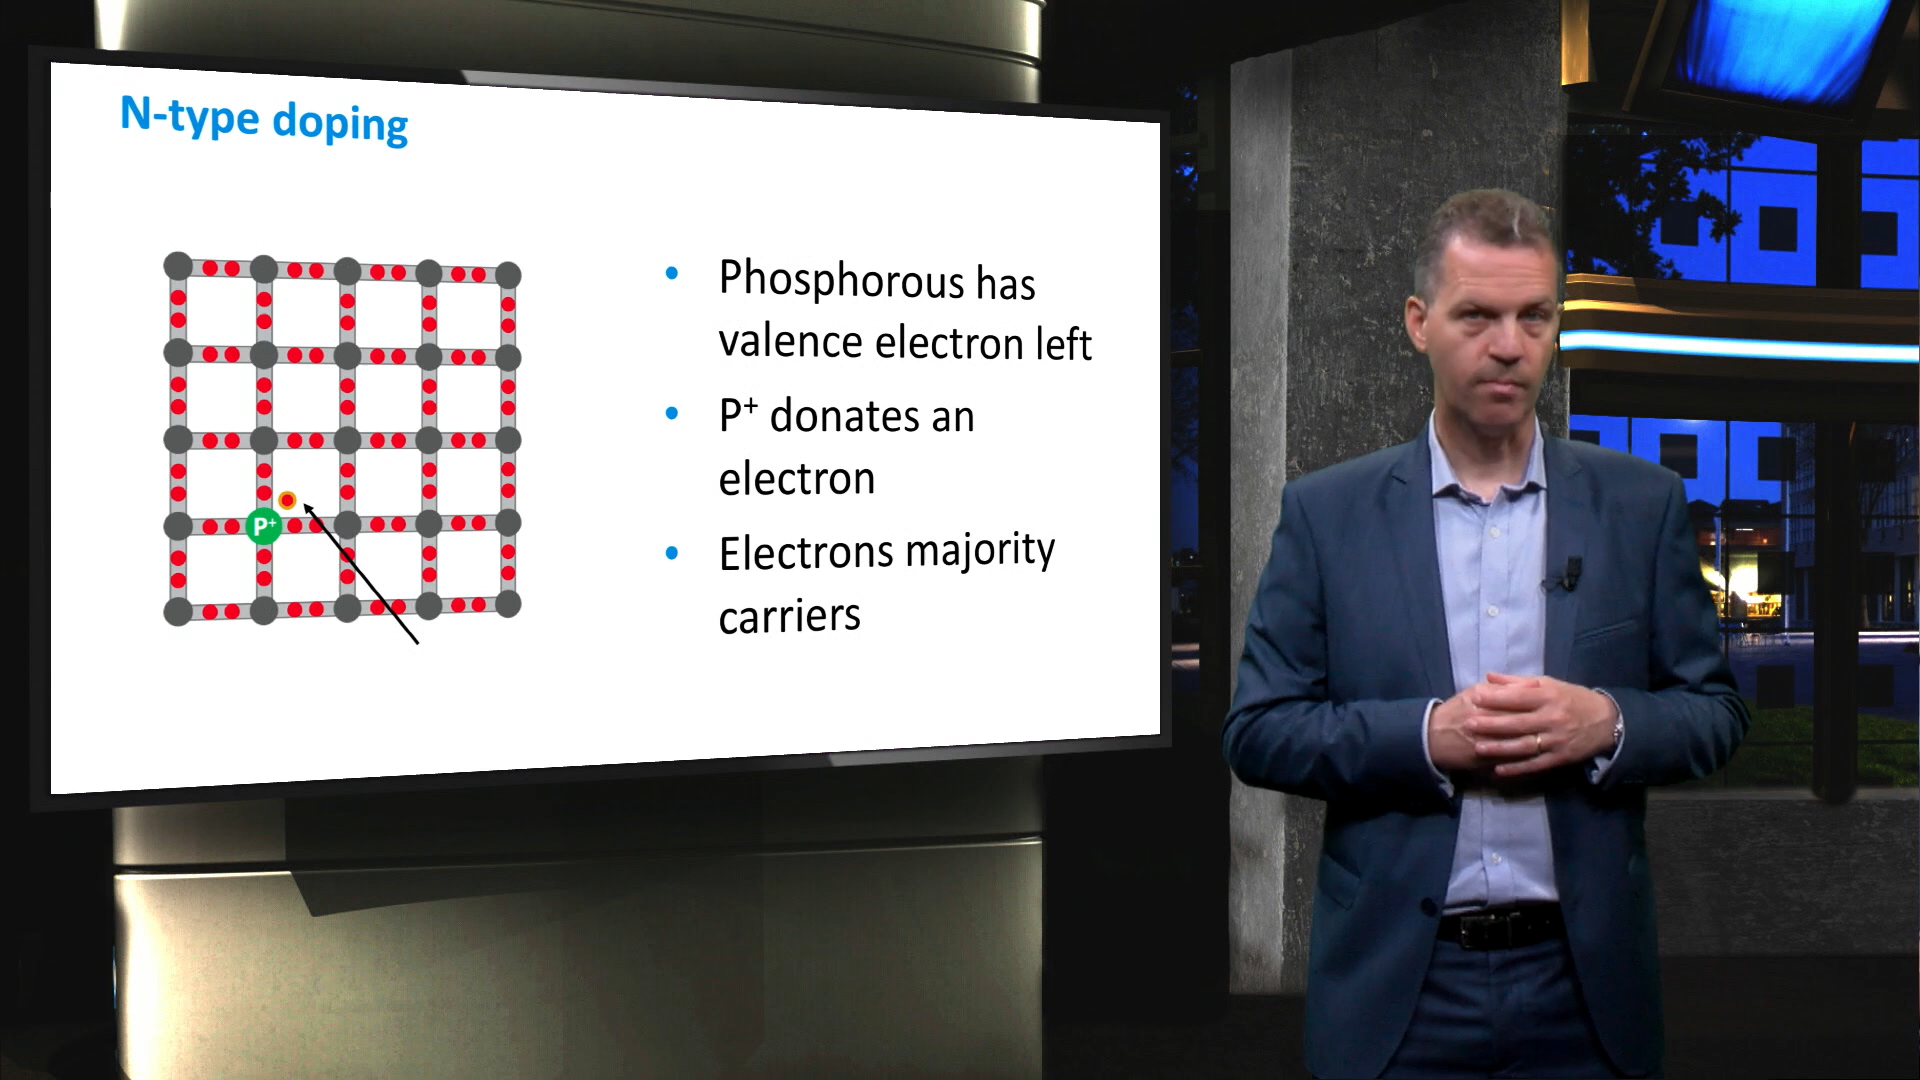 N-type doping
Phosphorous has
valence electron left
P⁺ donates an
electron
Electrons majority
carriers
P⁺